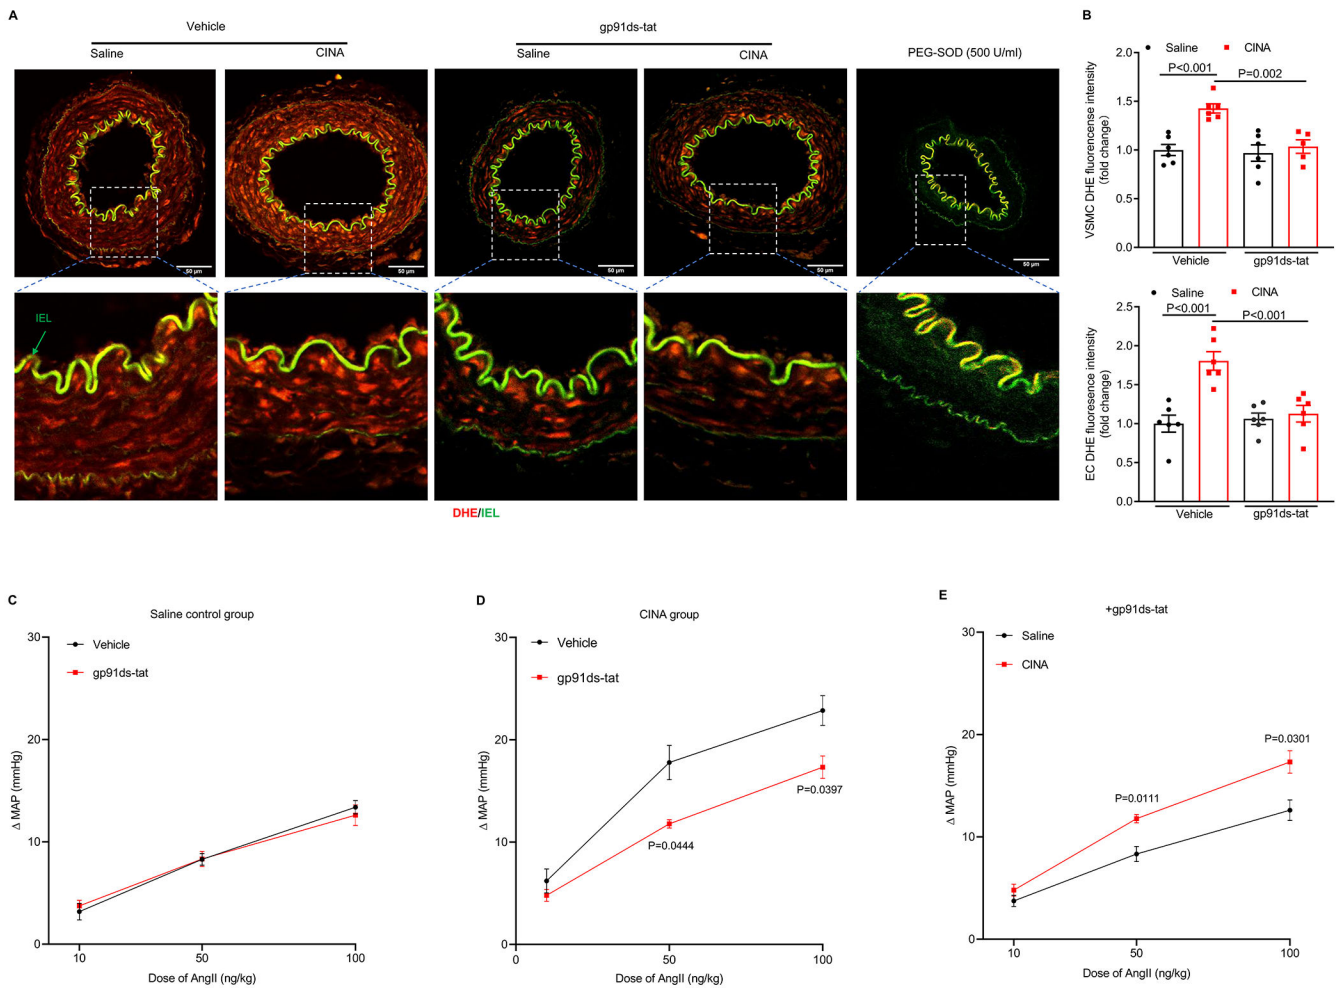 A
Vehicle
gp91ds-tat
Saline
CINA
Saline
CINA
PEG-SOD (500 U/ml)
50 µm
50 µm
50 µm
50 µm
50 µm
IEL
DHE/IEL
B
Saline
CINA
P<0.001
P=0.002
VSMC DHE fluorencense intensity
(fold change)
2.0
1.5
1.0
0.5
0.0
Vehicle
gp91ds-tat
Saline
CINA
P<0.001
P<0.001
EC DHE fluoresence intensity
(fold change)
2.5
2.0
1.5
1.0
0.5
0.0
Vehicle
gp91ds-tat
C
Saline control group
Vehicle
gp91ds-tat
Δ MAP (mmHg)
30
20
10
0
10
50
100
Dose of AngII (ng/kg)
D
CINA group
Vehicle
gp91ds-tat
Δ MAP (mmHg)
30
20
10
0
P=0.0444
P=0.0397
0
50
100
Dose of AngII (ng/kg)
E
+gp91ds-tat
Saline
CINA
Δ MAP (mmHg)
30
20
10
0
P=0.0111
P=0.0301
10
50
100
Dose of AngII (ng/kg)